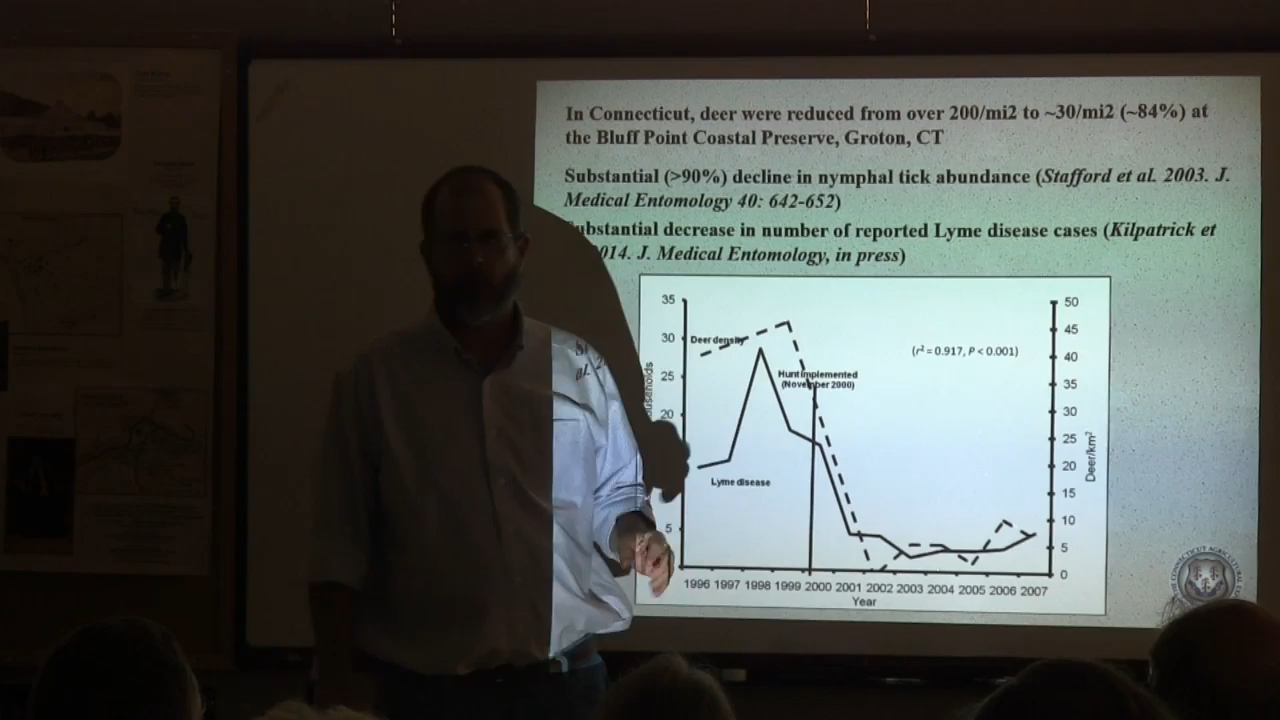 In Connecticut, deer were reduced from over 200/mi2 to ~30/mi2 (~84%) at
the Bluff Point Coastal Preserve, Groton, CT
Substantial (>90%) decline in nymphal tick abundance (Stafford et al. 2003. J.
Medical Entomology 40: 642-652)
ubstantial decrease in number of reported Lyme disease cases (Kilpatrick et
014. J. Medical Entomology, in press)
35
30
25
20
5
useholds
Deer density
Hunt implemented
(November 2000)
(r² = 0.917, P < 0.001)
Lyme disease
50
45
40
35
30
25
20
15
10
5
0
Deer/km²
1996 1997 1998 1999 2000 2001 2002 2003 2004 2005 2006 2007
Year